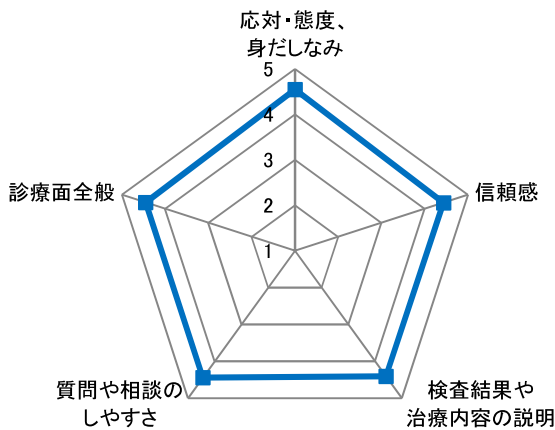 応対・態度、
身だしなみ
5
4
3
2
1
診療面全般
信頼感
質問や相談の
しやすさ
検査結果や
治療内容の説明